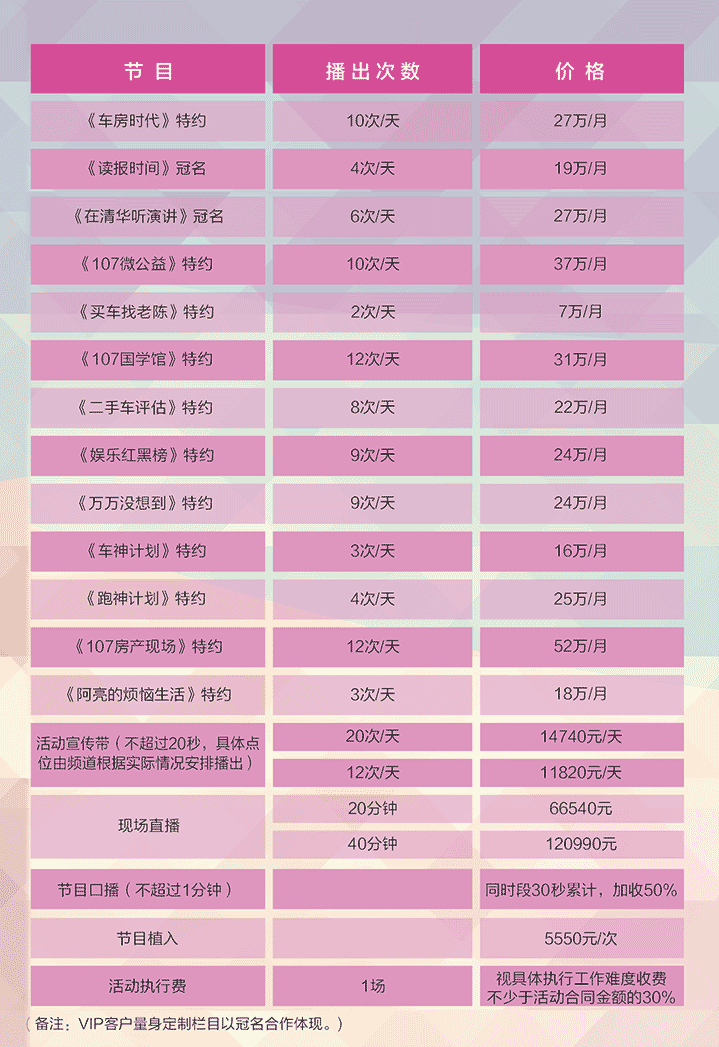 节目 播出次数 价格
《车房时代》特约 10次/天 27万/月
《读报时间》冠名 4次/天 19万/月
《在清华听演讲》冠名 6次/天 27万/月
《107微公益》特约 10次/天 37万/月
《买车找老陈》特约 2次/天 7万/月
《107国学馆》特约 12次/天 31万/月
《二手车评估》特约 8次/天 22万/月
《娱乐红黑榜》特约 9次/天 24万/月
《万万没想到》特约 9次/天 24万/月
《车神计划》特约 3次/天 16万/月
《跑神计划》特约 4次/天 25万/月
《107房产现场》特约 12次/天 52万/月
《阿亮的烦恼生活》特约 3次/天 18万/月
活动宣传带（不超过20秒，具体点
位由频道根据实际情况安排播出）
20次/天 14740元/天
12次/天 11820元/天
现场直播
20分钟 66540元
40分钟 120990元
节目口播（不超过1分钟） 同时段30秒累计，加收50%
节目植入 5550元/次
活动执行费 1场 视具体执行工作难度收费
不少于活动合同金额的30%
（备注：VIP客户量身定制栏目以冠名合作体现。）